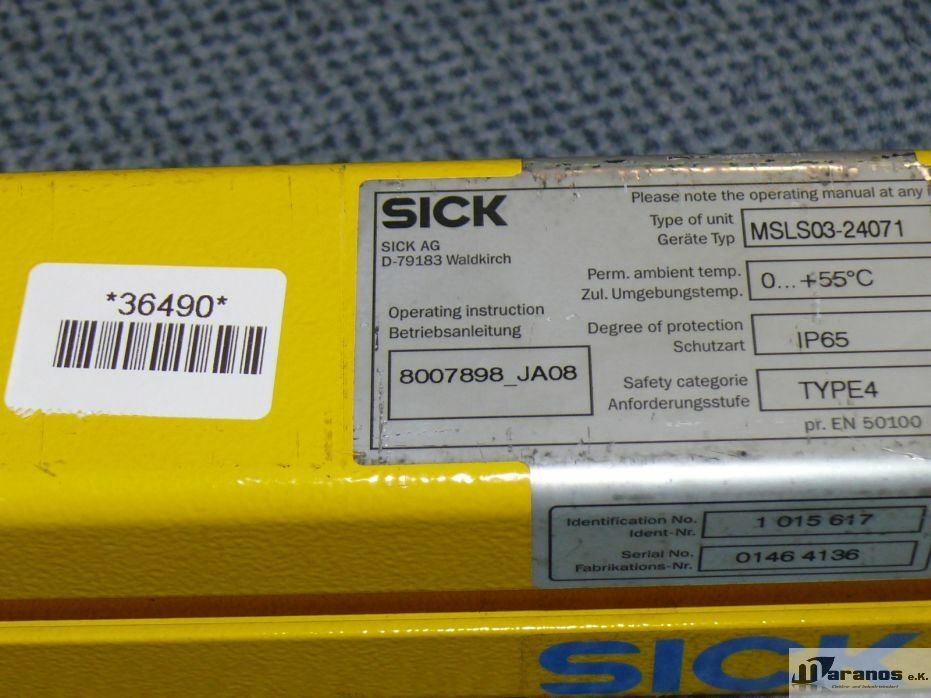 *36490*
SICK
SICK AG
D-79183 Waldkirch
Operating instruction
Betriebsanleitung
8007898_JA08
Please note the operating manual at any
Type of unit
Geräte Typ
MSLS03-24071
Perm. ambient temp.
Zul. Umgebungstemp.
0...+55°C
Degree of protection
Schutzart
IP65
Safety categorie
Anforderungsstufe
TYPE4
pr. EN 50100
Identification No.
Ident-Nr.
1 015 617
Serial No.
Fabrikations-Nr.
0146 4136
SICK
Maranos e.K.